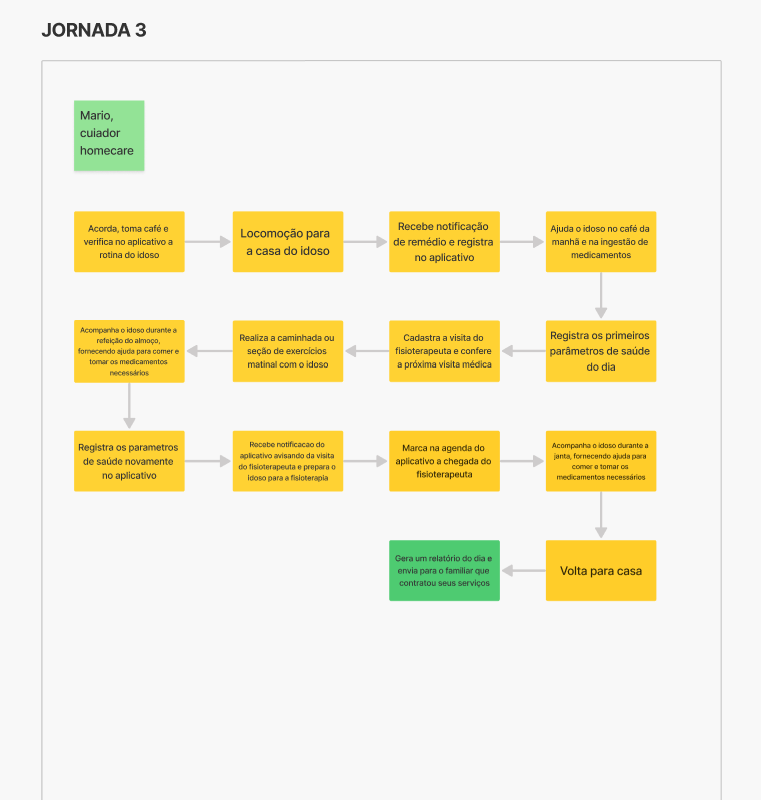 JORNADA 3
Mario,
cuiador
homecare
Acorda, toma café e
verifica no aplicativo a
rotina do idoso
Locomoção para
a casa do idoso
Recebe notificação
de remédio e registra
no aplicativo
Ajuda o idoso no café da
manhã e na ingestão de
medicamentos
Registra os primeiros
parâmetros de saúde
do dia
Cadastra a visita do
fisioterapeuta e confere
a próxima visita médica
Realiza a caminhada ou
seção de exercícios
matinal com o idoso
Acompanha o idoso durante a
refeição do almoço,
fornecendo ajuda para comer e
tomar os medicamentos
necessários
Registra os parametros
de saúde novamente
no aplicativo
Recebe notificacao do
aplicativo avisando da visita
do fisioterapeuta e prepara o
idoso para a fisioterapia
Marca na agenda do
aplicativo a chegada do
fisioterapeuta
Acompanha o idoso durante a
janta, fornecendo ajuda para
comer e tomar os
medicamentos necessários
Volta para casa
Gera um relatório do dia e
envia para o familiar que
contratou seus serviços